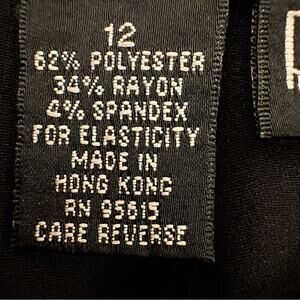 12
62% POLYESTER
34% RAYON
4% SPANDEX
FOR ELASTICITY
MADE IN
HONG KONG
RN 95615
CARE REVERSE